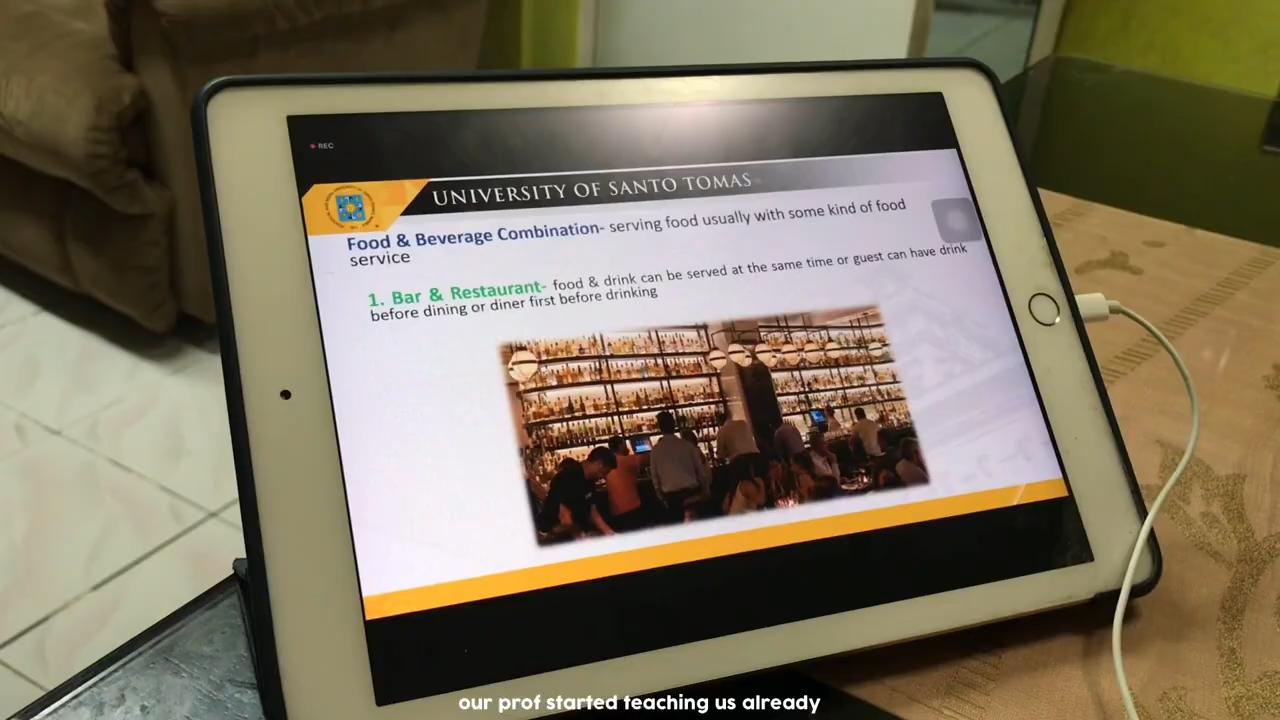 REC
UNIVERSITY OF SANTO TOMAS
Food & Beverage Combination- serving food usually with some kind of food
service
1. Bar & Restaurant- food & drink can be served at the same time or guest can have drink
before dining or diner first before drinking
our prof started teaching us already